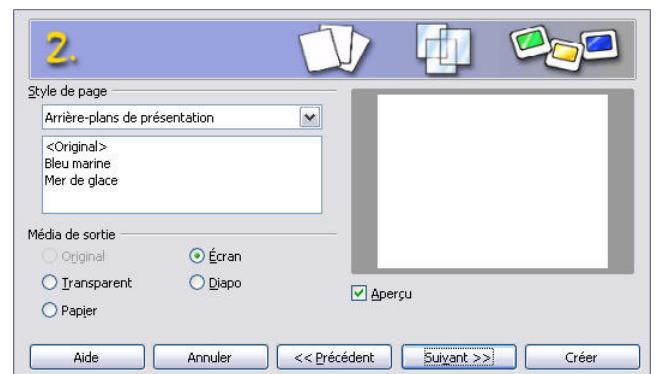 2.
Style de page
Arrière-plans de présentation
<Original>
Bleu marine
Mer de glace
Média de sortie
Original
Écran
Transparent
Diapo
Papier
Aperçu
Aide
Annuler
<< Précédent
Suivant >>
Créer